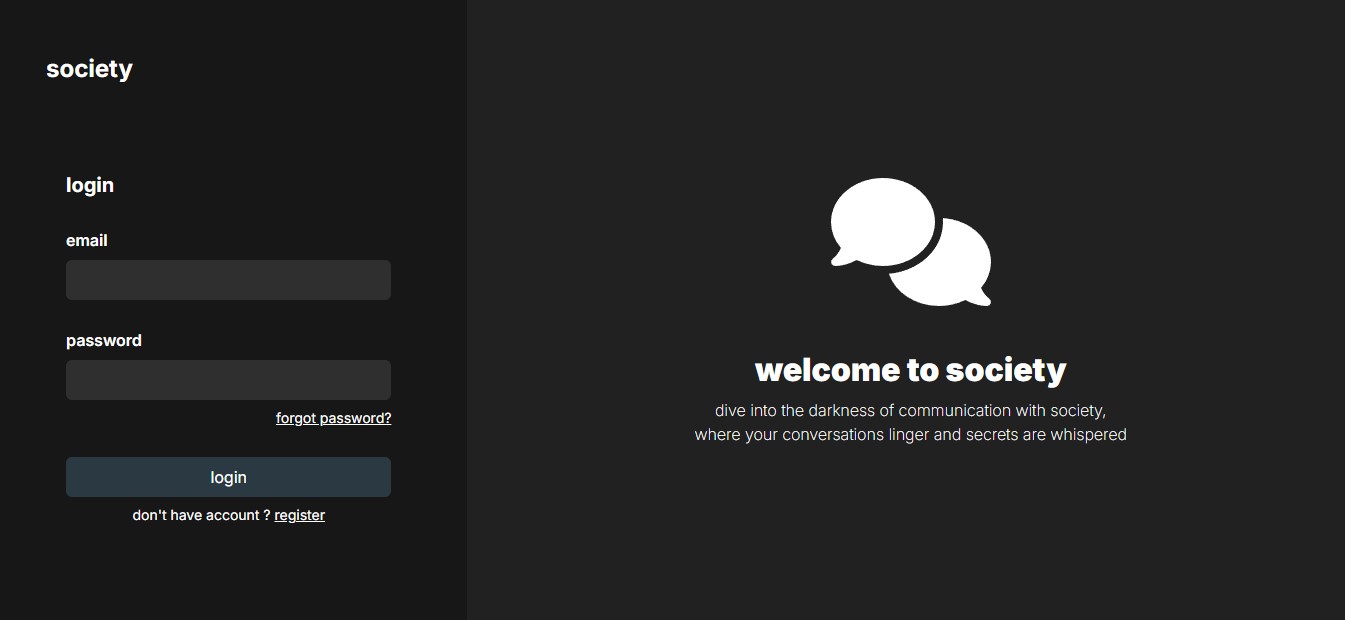 society
login
email
password
forgot password?
login
don't have account ? register
welcome to society
dive into the darkness of communication with society,
where your conversations linger and secrets are whispered